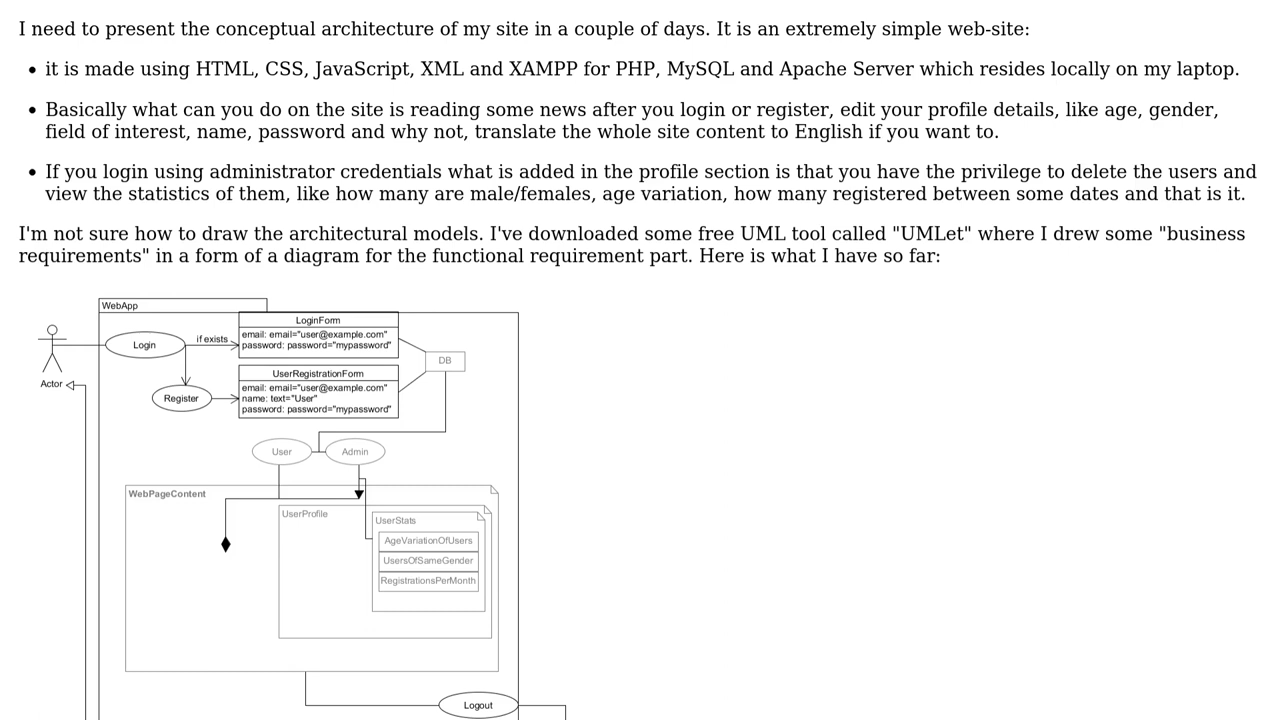 I need to present the conceptual architecture of my site in a couple of days. It is an extremely simple web-site:
it is made using HTML, CSS, JavaScript, XML and XAMPP for PHP, MySQL and Apache Server which resides locally on my laptop.
Basically what can you do on the site is reading some news after you login or register, edit your profile details, like age, gender,
field of interest, name, password and why not, translate the whole site content to English if you want to.
If you login using administrator credentials what is added in the profile section is that you have the privilege to delete the users and
view the statistics of them, like how many are male/females, age variation, how many registered between some dates and that is it.
I'm not sure how to draw the architectural models. I've downloaded some free UML tool called "UMLet" where I drew some "business
requirements" in a form of a diagram for the functional requirement part. Here is what I have so far:
WebApp
LoginForm
email: email="user@example.com"
password: password="mypassword"
Login
if exists
DB
Actor
UserRegistrationForm
email: email="user@example.com"
name: text="User"
password: password="mypassword"
Register
User
Admin
WebPageContent
UserProfile
UserStats
AgeVariationOfUsers
UsersOfSameGender
RegistrationsPerMonth
Logout